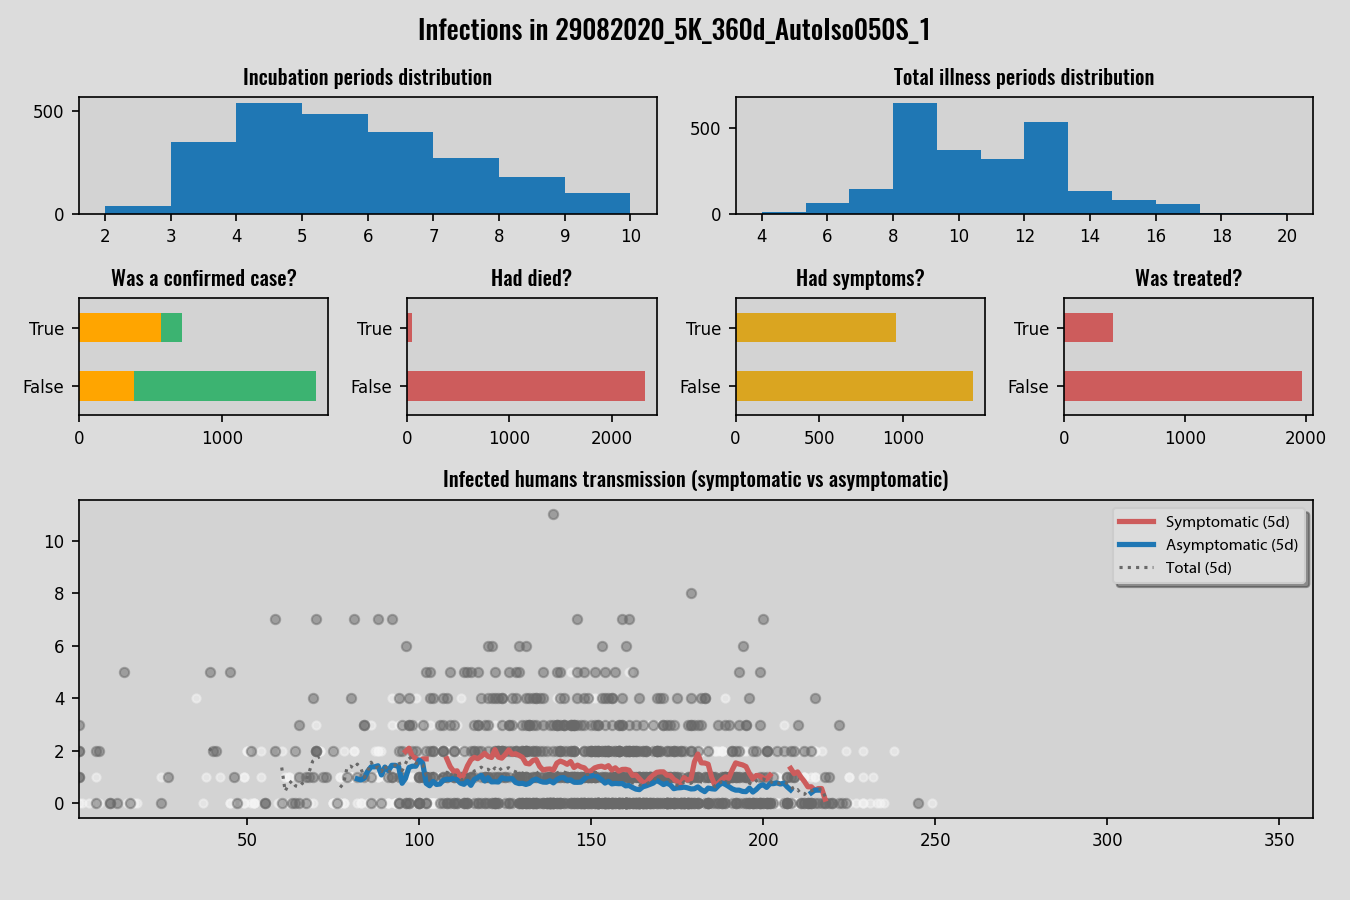 Infections in 29082020_5K_360d_AutoIso050S_1
Incubation periods distribution
Total illness periods distribution
500
0
2 3 4 5 6 7 8 9 10
500
0
4 6 8 10 12 14 16 18 20
Was a confirmed case?
Had died?
Had symptoms?
Was treated?
True
False
0 1000
True
False
0 1000 2000
True
False
0 500 1000
True
False
0 1000 2000
Infected humans transmission (symptomatic vs asymptomatic)
Symptomatic (5d)
Asymptomatic (5d)
Total (5d)
10
8
6
4
2
0
50 100 150 200 250 300 350